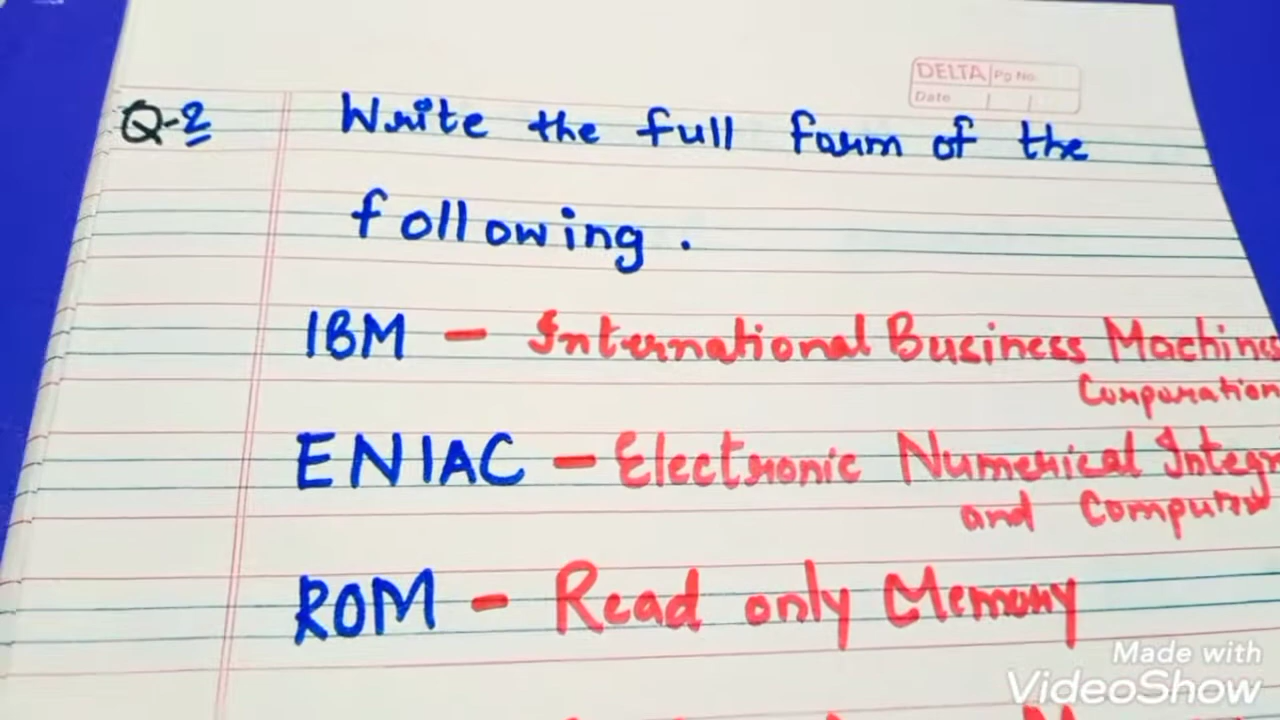 DELTA Pg No.
Date
Q-2 Write the full form of the
following.
IBM - International Business Machines
Corporation
ENIAC - Electronic Numerical Integr
and Computer
ROM - Read only Memory
Made with
VideoShow